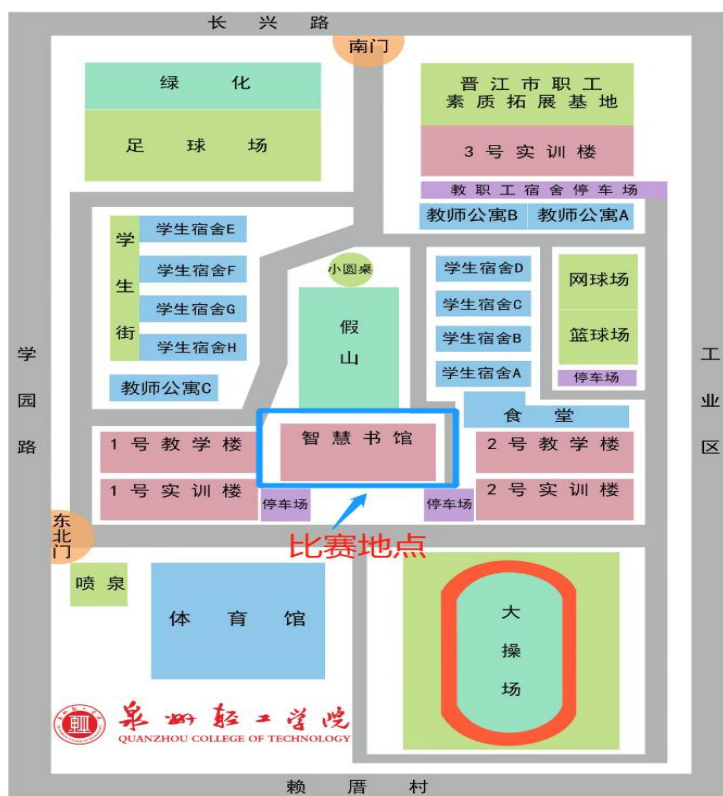 长兴路
南门
绿化
足球场
晋江市职工
素质拓展基地
3号实训楼
教职工宿舍停车场
教师公寓B
教师公寓A
学生街
学生宿舍E
学生宿舍F
学生宿舍G
学生宿舍H
教师公寓C
小圆桌
假山
学生宿舍D
学生宿舍C
学生宿舍B
学生宿舍A
网球场
篮球场
停车场
食堂
学园路
工业区
1号教学楼
智慧书馆
2号教学楼
1号实训楼
停车场
停车场
2号实训楼
比赛地点
东北门
喷泉
体育馆
大操场
泉州轻工学院
QUANZHOU COLLEGE OF TECHNOLOGY
赖厝村